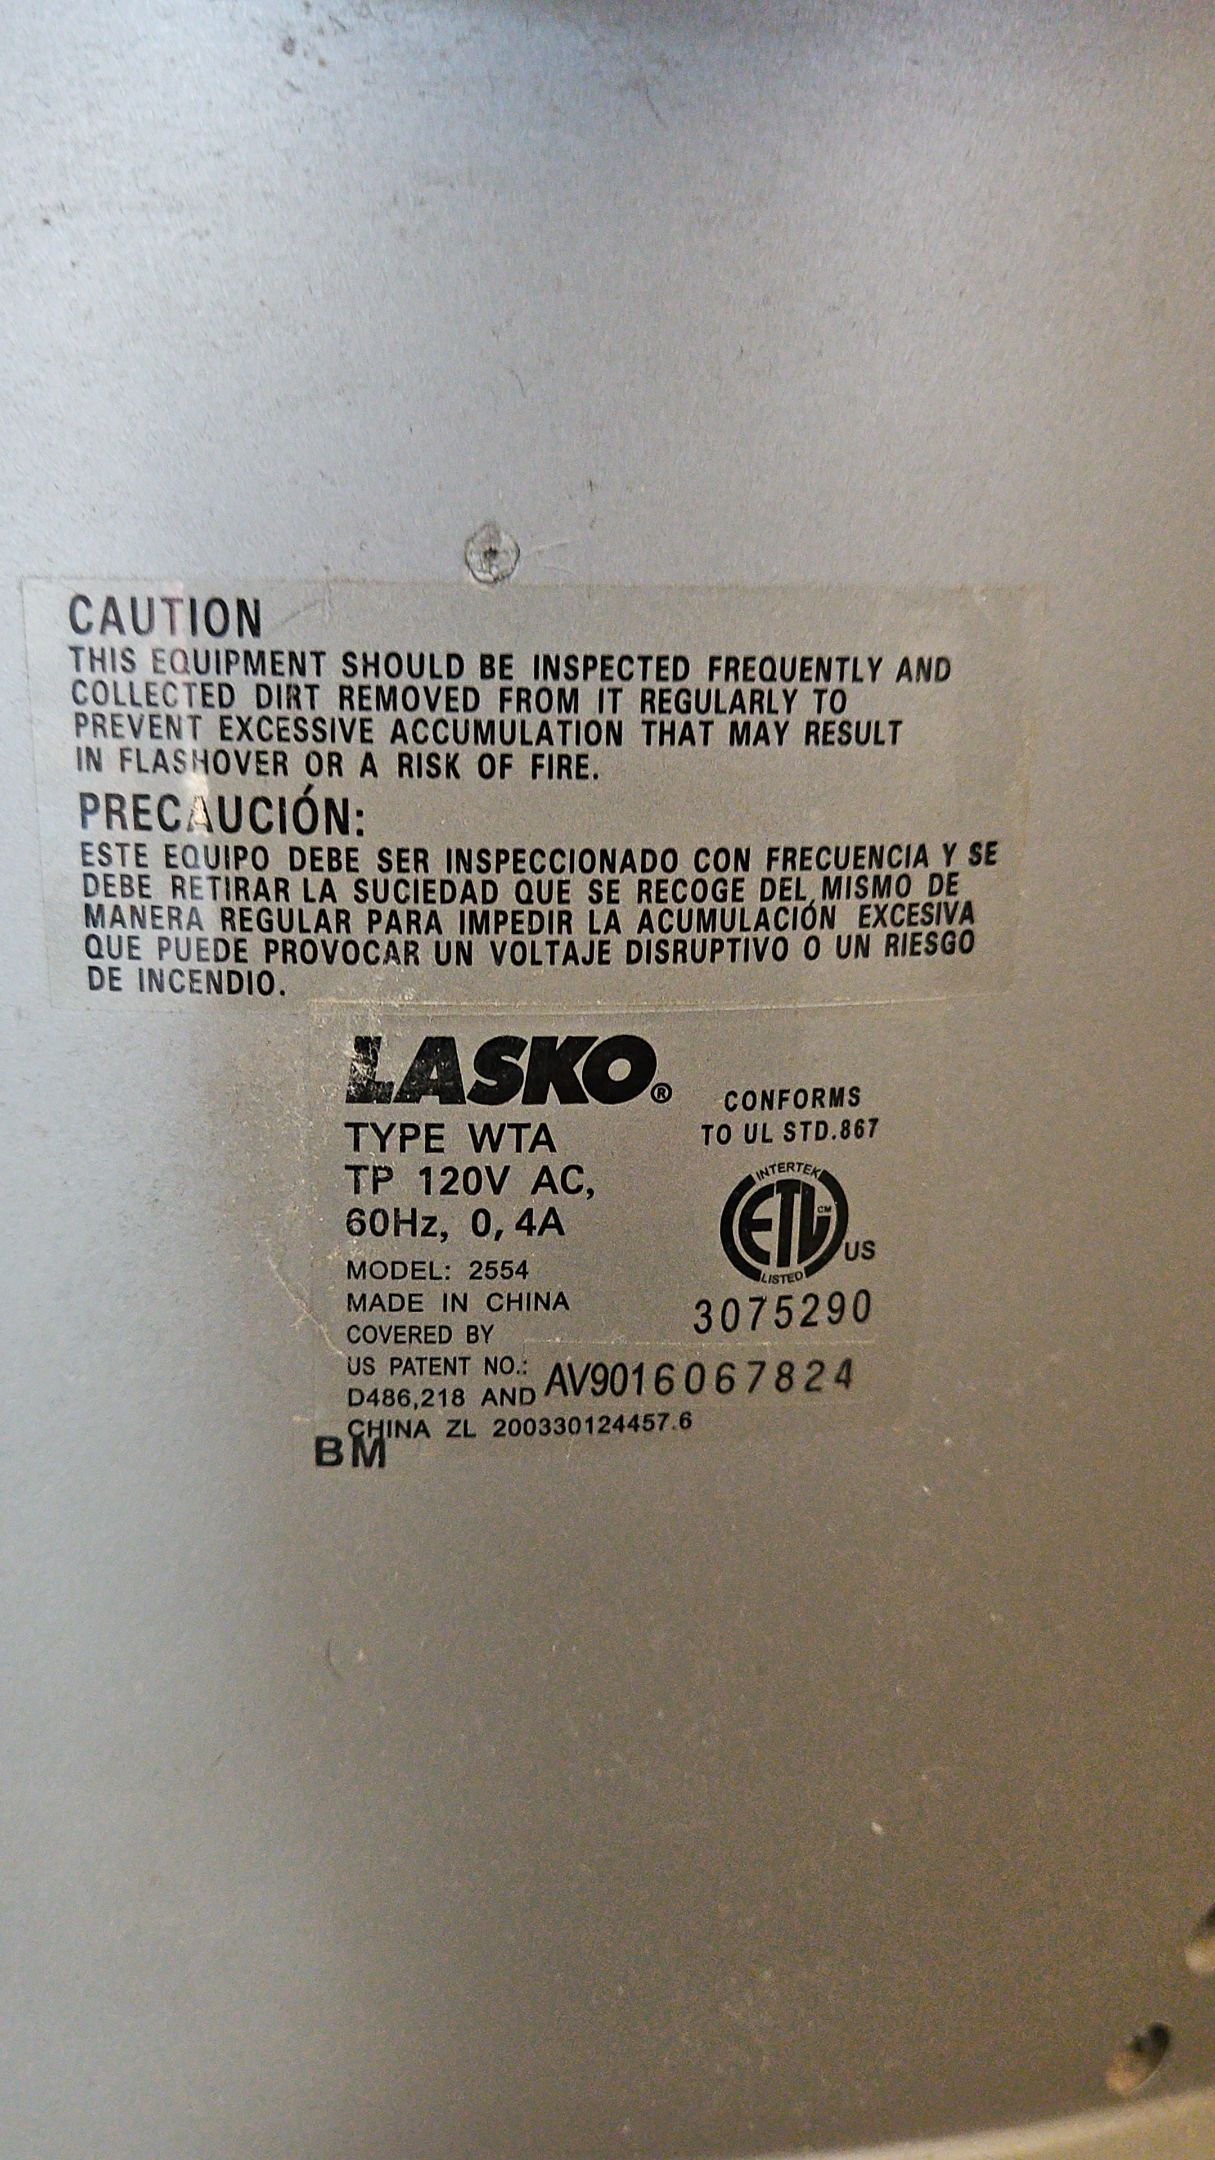 CAUTION
THIS EQUIPMENT SHOULD BE INSPECTED FREQUENTLY AND
COLLECTED DIRT REMOVED FROM IT REGULARLY TO
PREVENT EXCESSIVE ACCUMULATION THAT MAY RESULT
IN FLASHOVER OR A RISK OF FIRE.
PRECAUCIÓN:
ESTE EQUIPO DEBE SER INSPECCIONADO CON FRECUENCIA Y SE
DEBE RETIRAR LA SUCIEDAD QUE SE RECOGE DEL MISMO DE
MANERA REGULAR PARA IMPEDIR LA ACUMULACIÓN EXCESIVA
QUE PUEDE PROVOCAR UN VOLTAJE DISRUPTIVO O UN RIESGO
DE INCENDIO.
LASKO®
TYPE WTA
TP 120V AC,
60Hz, 0,4A
MODEL: 2554
MADE IN CHINA
COVERED BY
US PATENT NO.:
D486,218 AND
CHINA ZL 200330124457.6
BM
CONFORMS
TO UL STD.867
INTERTEK
ETL CM
LISTED
US
3075290
AV9016067824